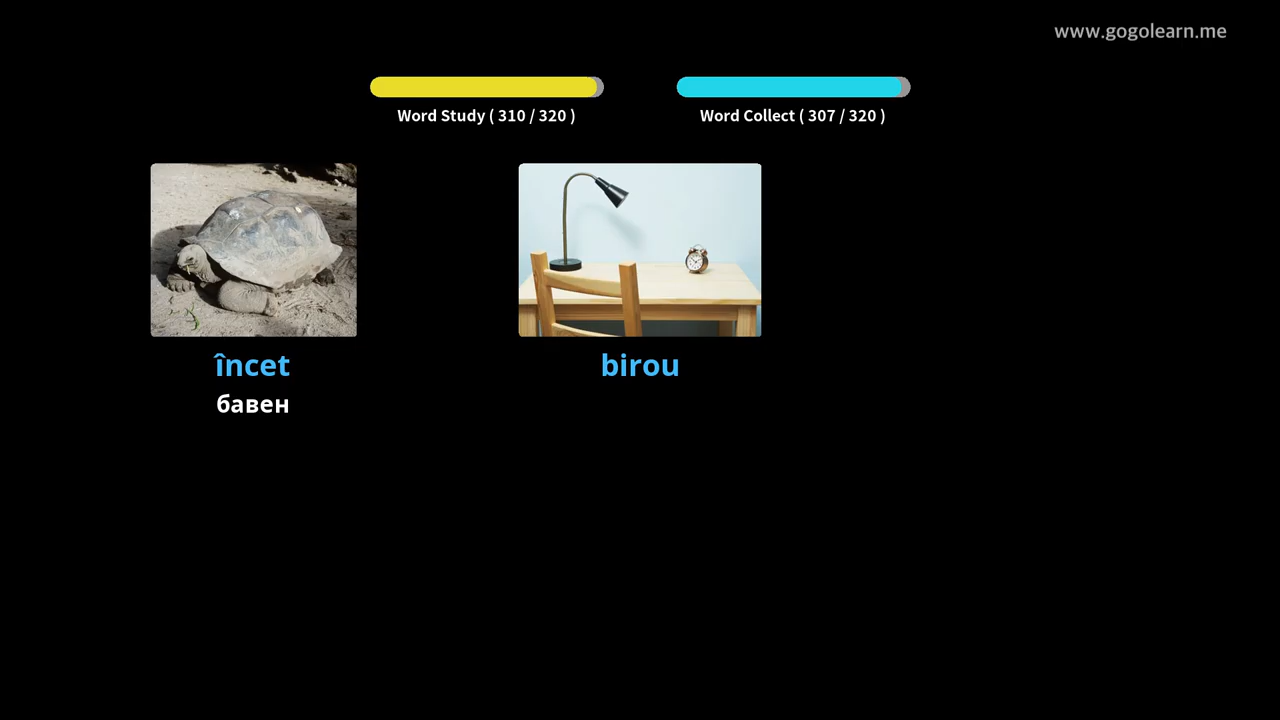 www.gogolearn.me
Word Study ( 310 / 320 )
Word Collect ( 307 / 320 )
încet
бавен
birou